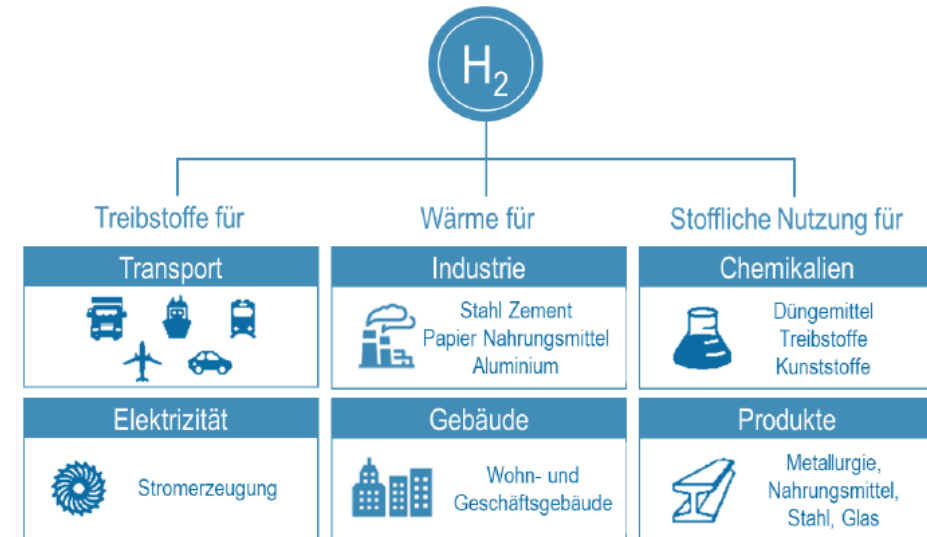 H₂
Treibstoffe für
Transport
Elektrizität
Stromerzeugung
Wärme für
Industrie
Stahl Zement
Papier Nahrungsmittel
Aluminium
Gebäude
Wohn- und
Geschäftsgebäude
Stoffliche Nutzung für
Chemikalien
Düngemittel
Treibstoffe
Kunststoffe
Produkte
Metallurgie,
Nahrungsmittel,
Stahl, Glas